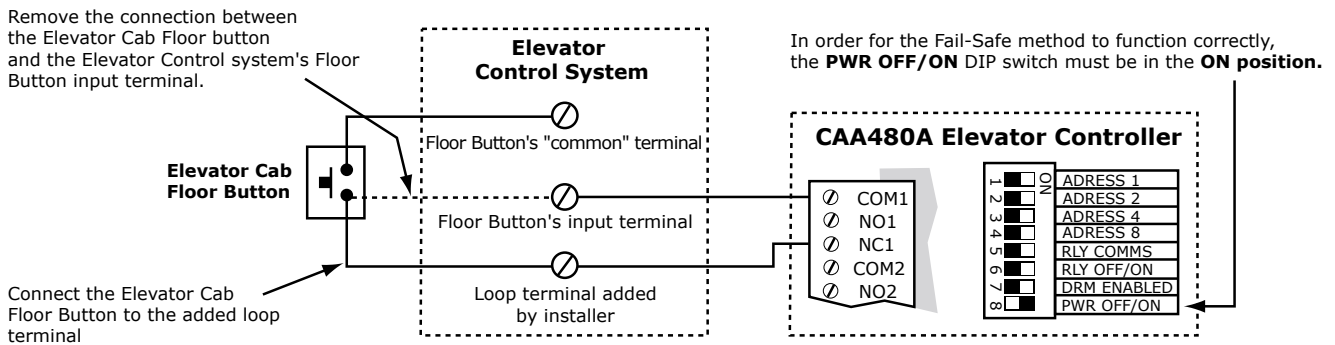 Remove the connection between
the Elevator Cab Floor button
and the Elevator Control system's Floor
Button input terminal.
Elevator
Control System
In order for the Fail-Safe method to function correctly,
the PWR OFF/ON DIP switch must be in the ON position.
Floor Button's "common" terminal
Elevator Cab
Floor Button
Floor Button's input terminal
Connect the Elevator Cab
Floor Button to the added loop
terminal
Loop terminal added
by installer
CAA480A Elevator Controller
COM1
NO1
NC1
COM2
NO2
ON
1 ADRESS 1
2 ADRESS 2
3 ADRESS 4
4 ADRESS 8
5 RLY COMMS
6 RLY OFF/ON
7 DRM ENABLED
8 PWR OFF/ON